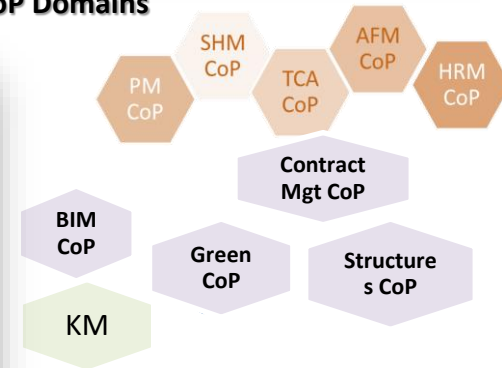 oP Domains
SHM
CoP
AFM
CoP
PM
CoP
TCA
CoP
HRM
CoP
Contract
Mgt CoP
BIM
CoP
Green
CoP
Structure
s CoP
KM